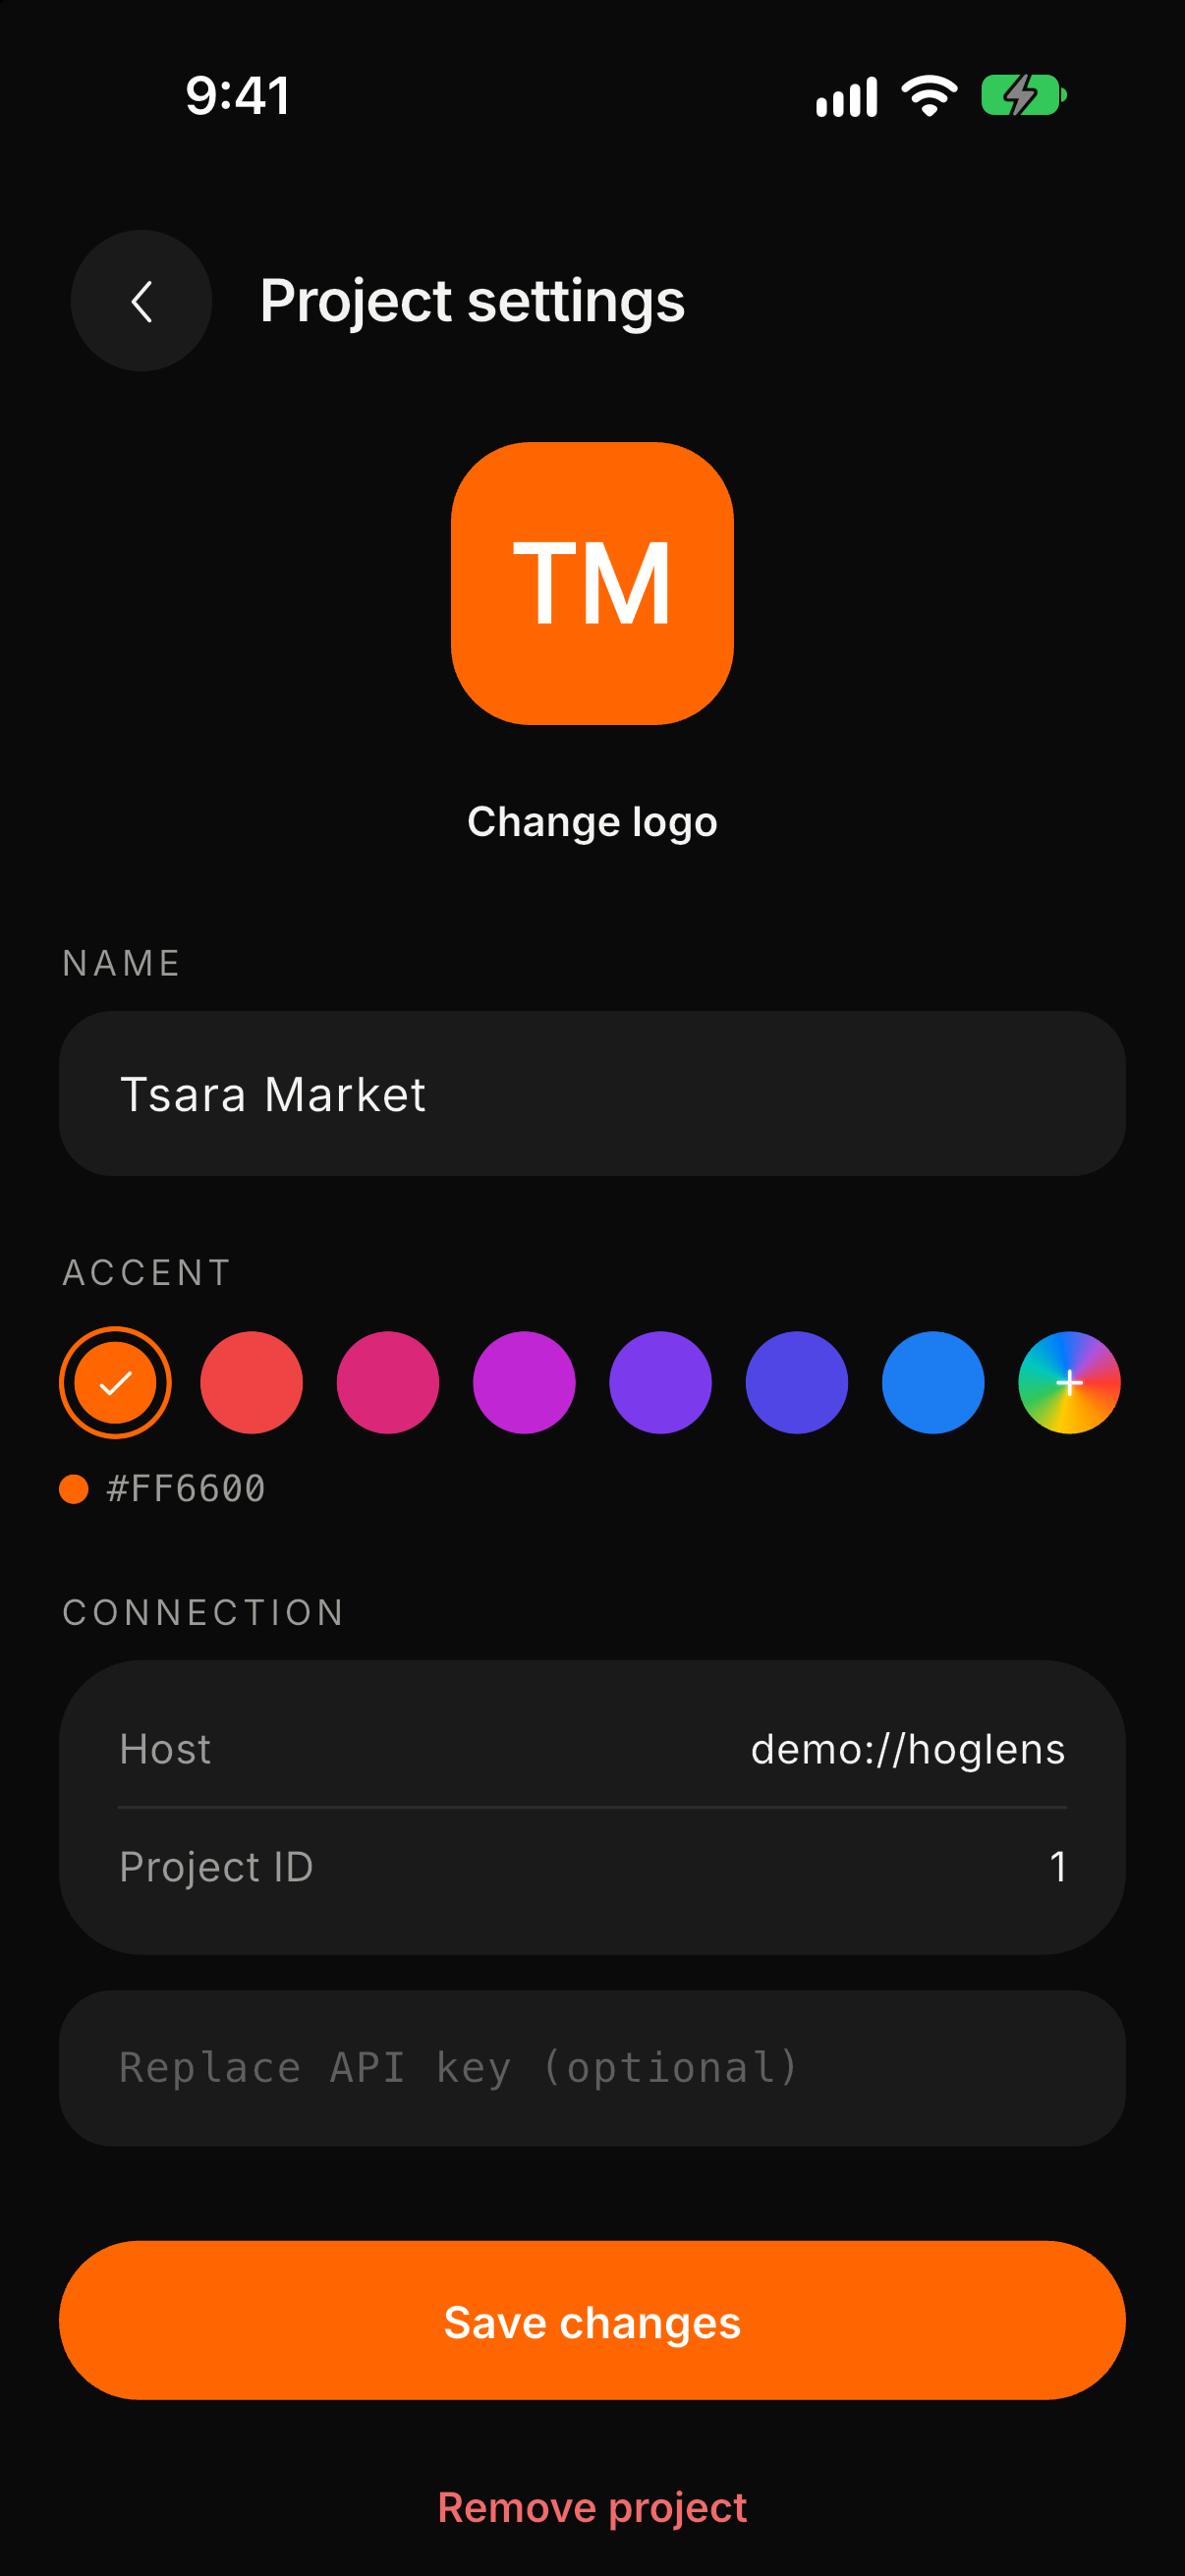 9:41
Project settings
TM
Change logo
NAME
Tsara Market
ACCENT
#FF6600
CONNECTION
Host demo://hoglens
Project ID 1
Replace API key (optional)
Save changes
Remove project